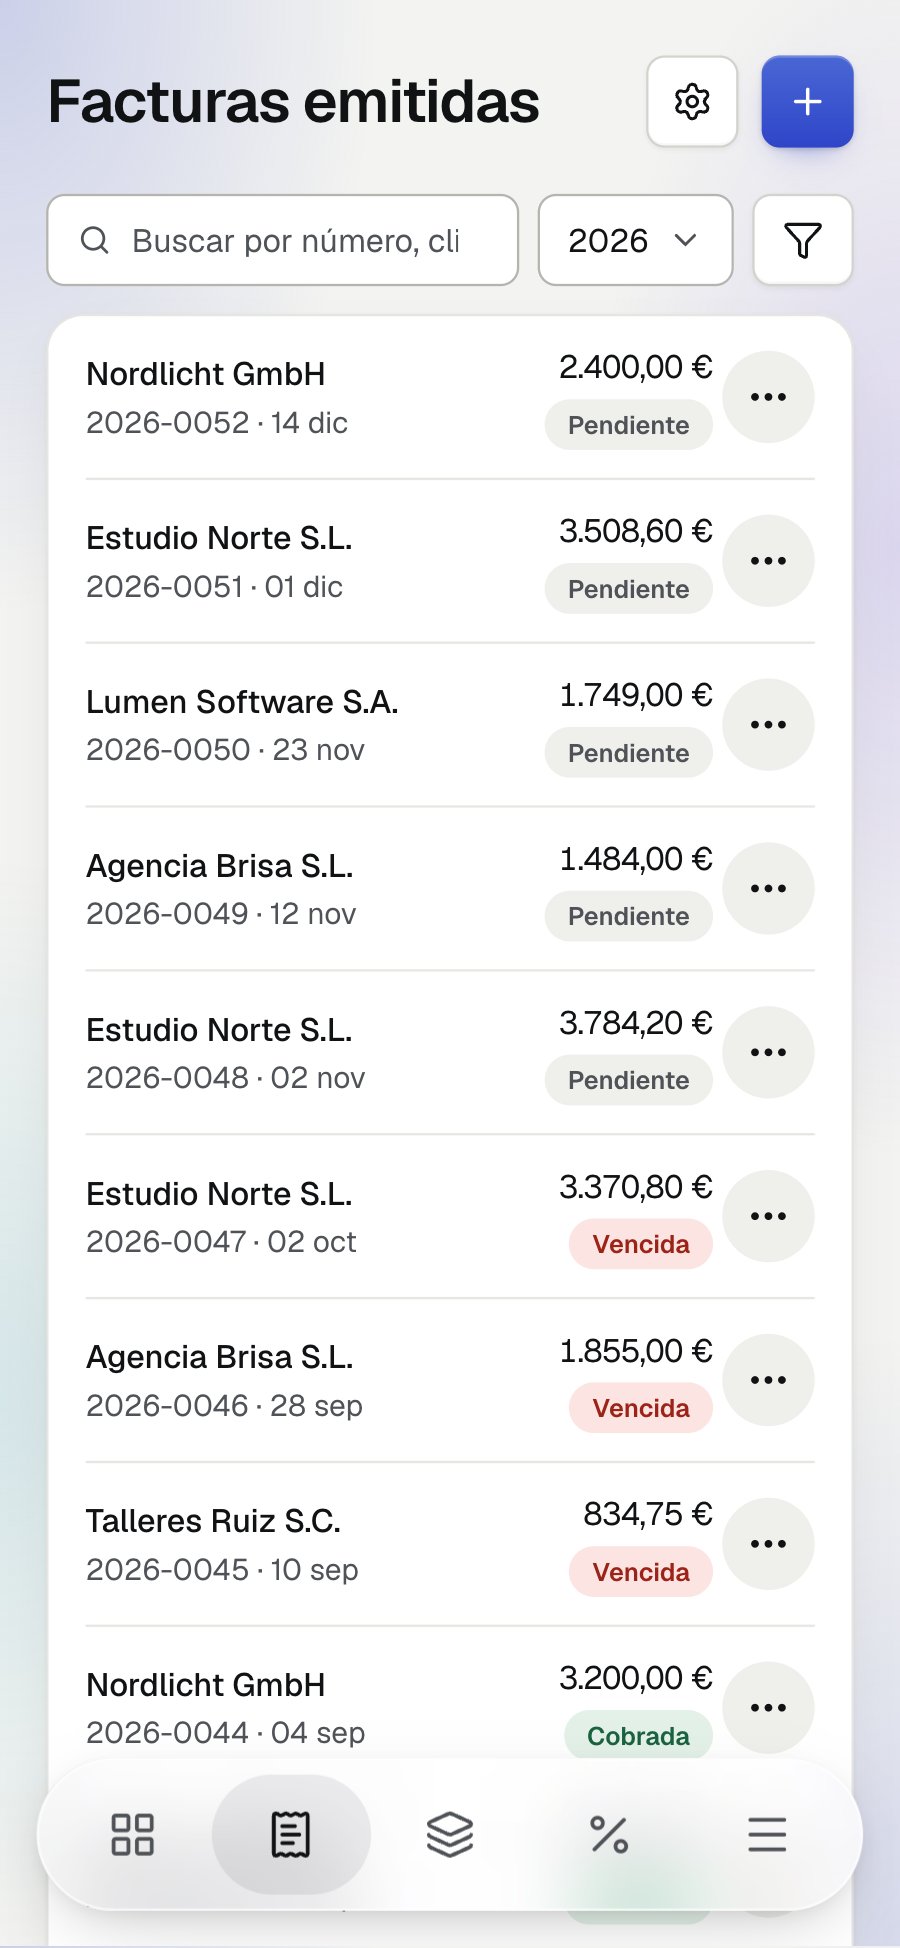 Facturas emitidas
Buscar por número, cli
2026
Nordlicht GmbH
2.400,00 €
2026-0052 · 14 dic
Pendiente
Estudio Norte S.L.
3.508,60 €
2026-0051 · 01 dic
Pendiente
Lumen Software S.A.
1.749,00 €
2026-0050 · 23 nov
Pendiente
Agencia Brisa S.L.
1.484,00 €
2026-0049 · 12 nov
Pendiente
Estudio Norte S.L.
3.784,20 €
2026-0048 · 02 nov
Pendiente
Estudio Norte S.L.
3.370,80 €
2026-0047 · 02 oct
Vencida
Agencia Brisa S.L.
1.855,00 €
2026-0046 · 28 sep
Vencida
Talleres Ruiz S.C.
834,75 €
2026-0045 · 10 sep
Vencida
Nordlicht GmbH
3.200,00 €
2026-0044 · 04 sep
Cobrada